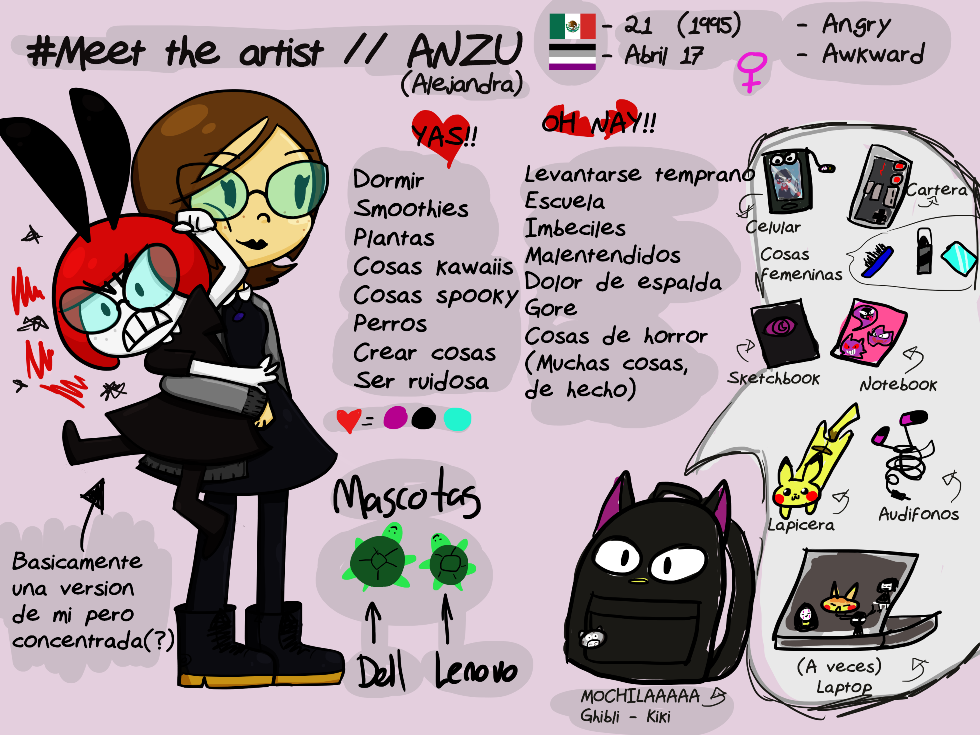 #Meet the artist // ANZU
(Alejandra)
- 21 (1995)
- Abril 17
- Angry
- Awkward
YAS!!
Dormir
Smoothies
Plantas
Cosas kawaiis
Cosas spooky
Perros
Crear cosas
Ser ruidosa
=
OH NAY!!
Levantarse temprano
Escuela
Imbeciles
Malentendidos
Dolor de espalda
Gore
Cosas de horror
(Muchas cosas,
de hecho)
Celular
Cartera
Cosas
femeninas
Sketchbook
Notebook
Lapicera
Audifonos
(A veces)
Laptop
Mascotas
Dell
Lenovo
Basicamente
una version
de mi pero
concentrada(?)
MOCHILAAAAA
Ghibli - Kiki